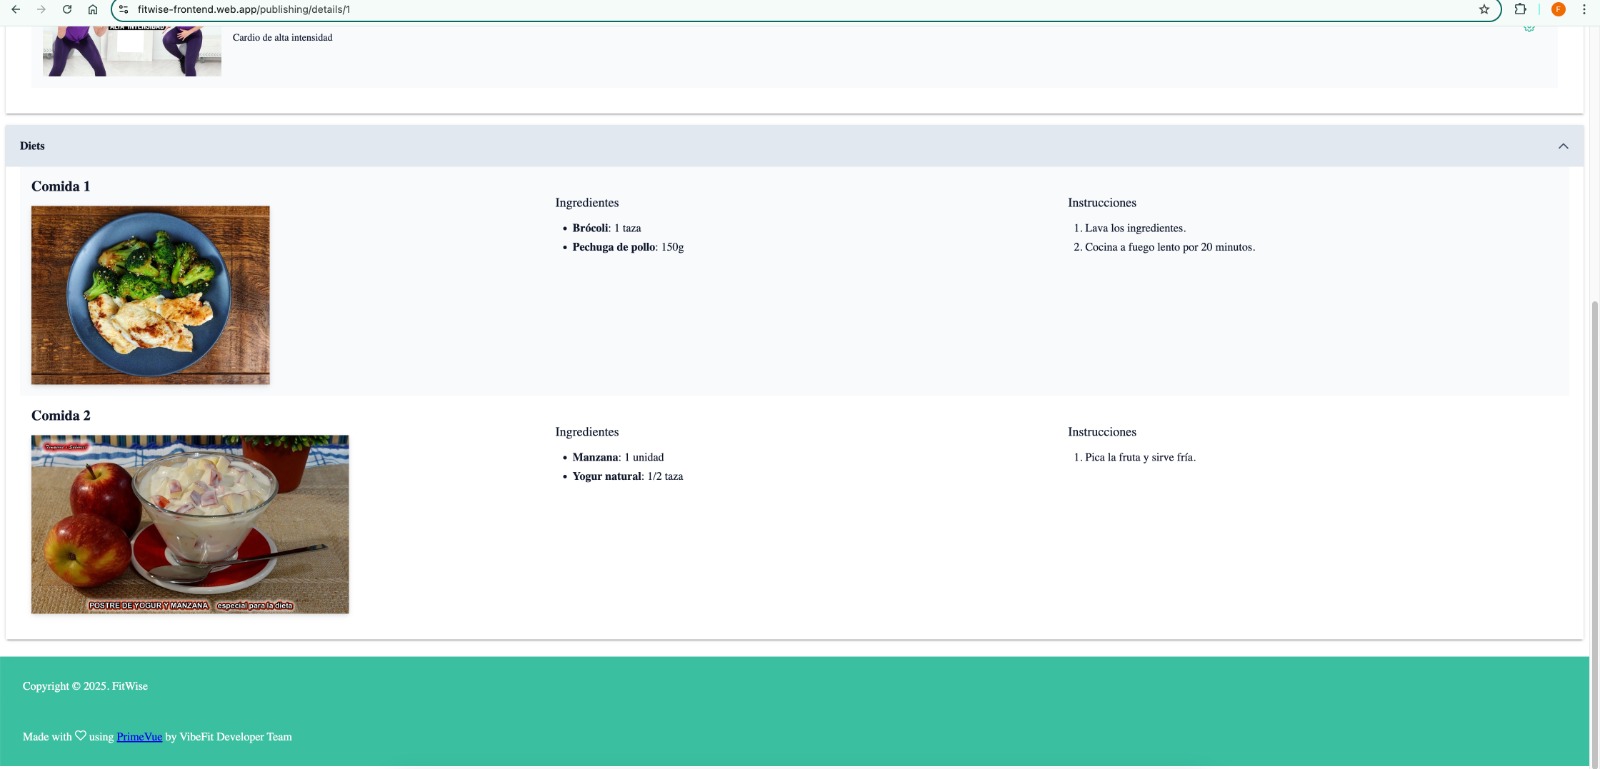 fitwise-frontend.web.app/publishing/details/1
F
ALTA INTENSIDAD
Cardio de alta intensidad
Diets
Comida 1
Ingredientes
• Brócoli: 1 taza
• Pechuga de pollo: 150g
Instrucciones
1. Lava los ingredientes.
2. Cocina a fuego lento por 20 minutos.
Comida 2
Ingredientes
• Manzana: 1 unidad
• Yogur natural: 1/2 taza
Instrucciones
1. Pica la fruta y sirve fría.
POSTRE DE YOGUR Y MANZANA especial para la dieta
Copyright © 2025. FitWise
Made with ♡ using PrimeVue by VibeFit Developer Team